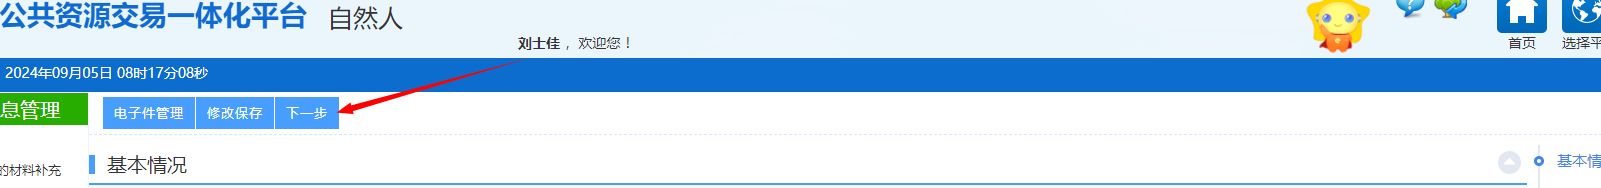 公共资源交易一体化平台 自然人
刘士佳， 欢迎您！
首页 选择平
2024年09月05日 08时17分08秒
息管理
电子件管理 修改保存 下一步
的材料补充
基本情况
基本情